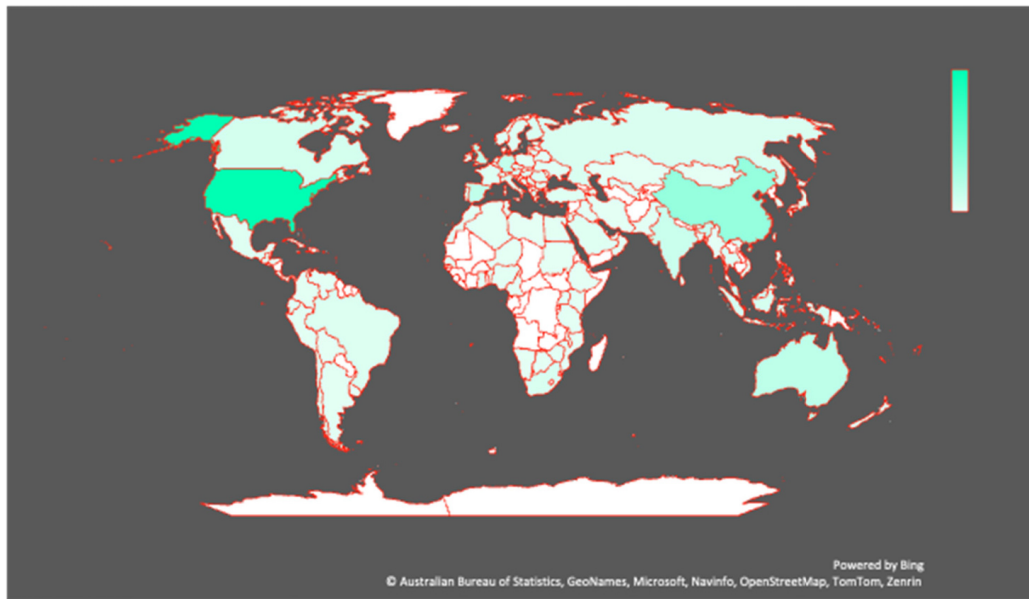 Powered by Bing
© Australian Bureau of Statistics, GeoNames, Microsoft, Navinfo, OpenStreetMap, TomTom, Zenrin